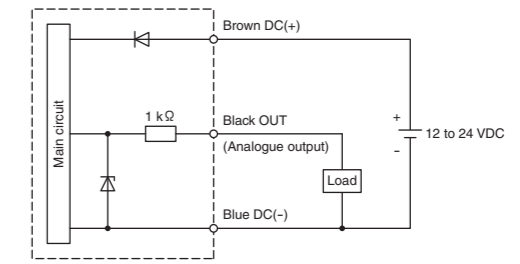 Brown DC(+)
Main circuit
1 kΩ
Black OUT
(Analogue output)
+
12 to 24 VDC
-
Load
Blue DC(-)